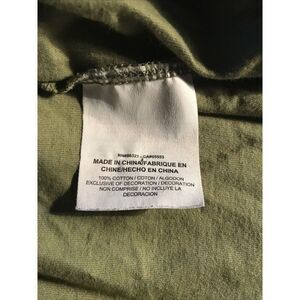 MADE IN CHINA/FABRIQUE EN
CHINE/HECHO EN CHINA
100% COTTON / COTON / ALGODON
EXCLUSIVE OF DECORATION / DECORATION
NON COMPRISE / NO INCLUYE LA
DECORACION